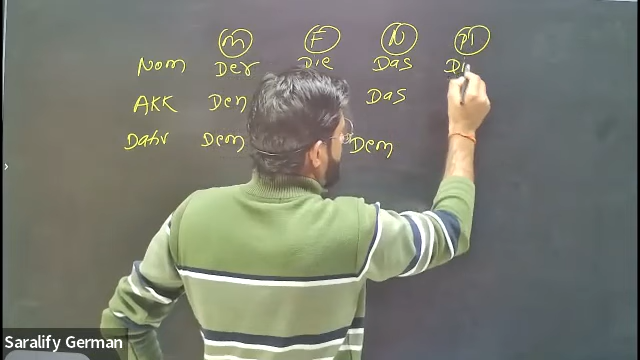 M F N Pl
Nom Der Die Das Di
AKK Den Das
Dativ Dem Dem
Saralify German